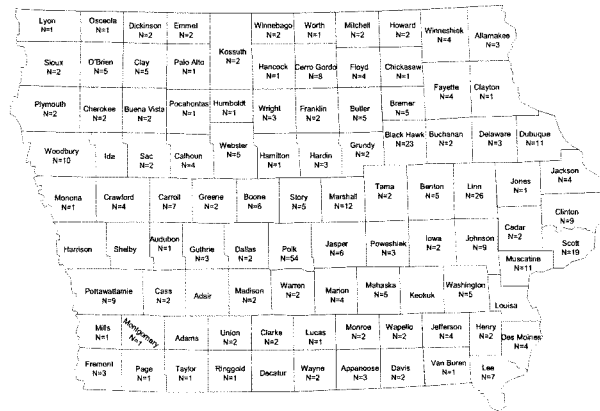 Lyon
N=1
Osceola
N=1
Dickinson
N=2
Emmet
N=2
Kossuth
N=2
Winnebago
N=2
Worth
N=1
Mitchell
N=2
Howard
N=2
Winneshiek
N=4
Allamakee
N=3
Sioux
N=2
O'Brien
N=5
Clay
N=5
Palo Alto
N=1
Hancock
N=1
Cerro Gordo
N=8
Floyd
N=4
Chickasaw
N=1
Fayette
N=4
Clayton
N=1
Plymouth
N=2
Cherokee
N=2
Buena Vista
N=2
Pocahontas
N=1
Humboldt
N=1
Wright
N=3
Franklin
N=2
Butler
N=5
Bremer
N=5
Woodbury
N=10
Ida
Sac
N=2
Calhoun
N=4
Webster
N=5
Hamilton
N=1
Hardin
N=3
Grundy
N=2
Black Hawk
N=23
Buchanan
N=2
Delaware
N=3
Dubuque
N=11
Monona
N=1
Crawford
N=4
Carroll
N=7
Greene
N=2
Boone
N=6
Story
N=5
Marshall
N=12
Tama
N=2
Benton
N=5
Linn
N=26
Jones
N=1
Jackson
N=4
Clinton
N=9
Harrison
Shelby
Audubon
N=1
Guthrie
N=3
Dallas
N=2
Polk
N=54
Jasper
N=6
Poweshiek
N=3
Iowa
N=2
Johnson
N=9
Cedar
N=2
Scott
N=19
Muscatine
N=11
Pottawattamie
N=9
Cass
N=2
Adair
Madison
N=2
Warren
N=2
Marion
N=4
Mahaska
N=5
Keokuk
Washington
N=5
Louisa
Mills
N=1
Montgomery
N=1
Adams
Union
N=2
Clarke
N=2
Lucas
N=1
Monroe
N=2
Wapello
N=2
Jefferson
N=4
Henry
N=2
Des Moines
N=4
Fremont
N=3
Page
N=1
Taylor
N=1
Ringgold
N=1
Decatur
Wayne
N=2
Appanoose
N=3
Davis
N=2
Van Buren
N=1
Lee
N=7